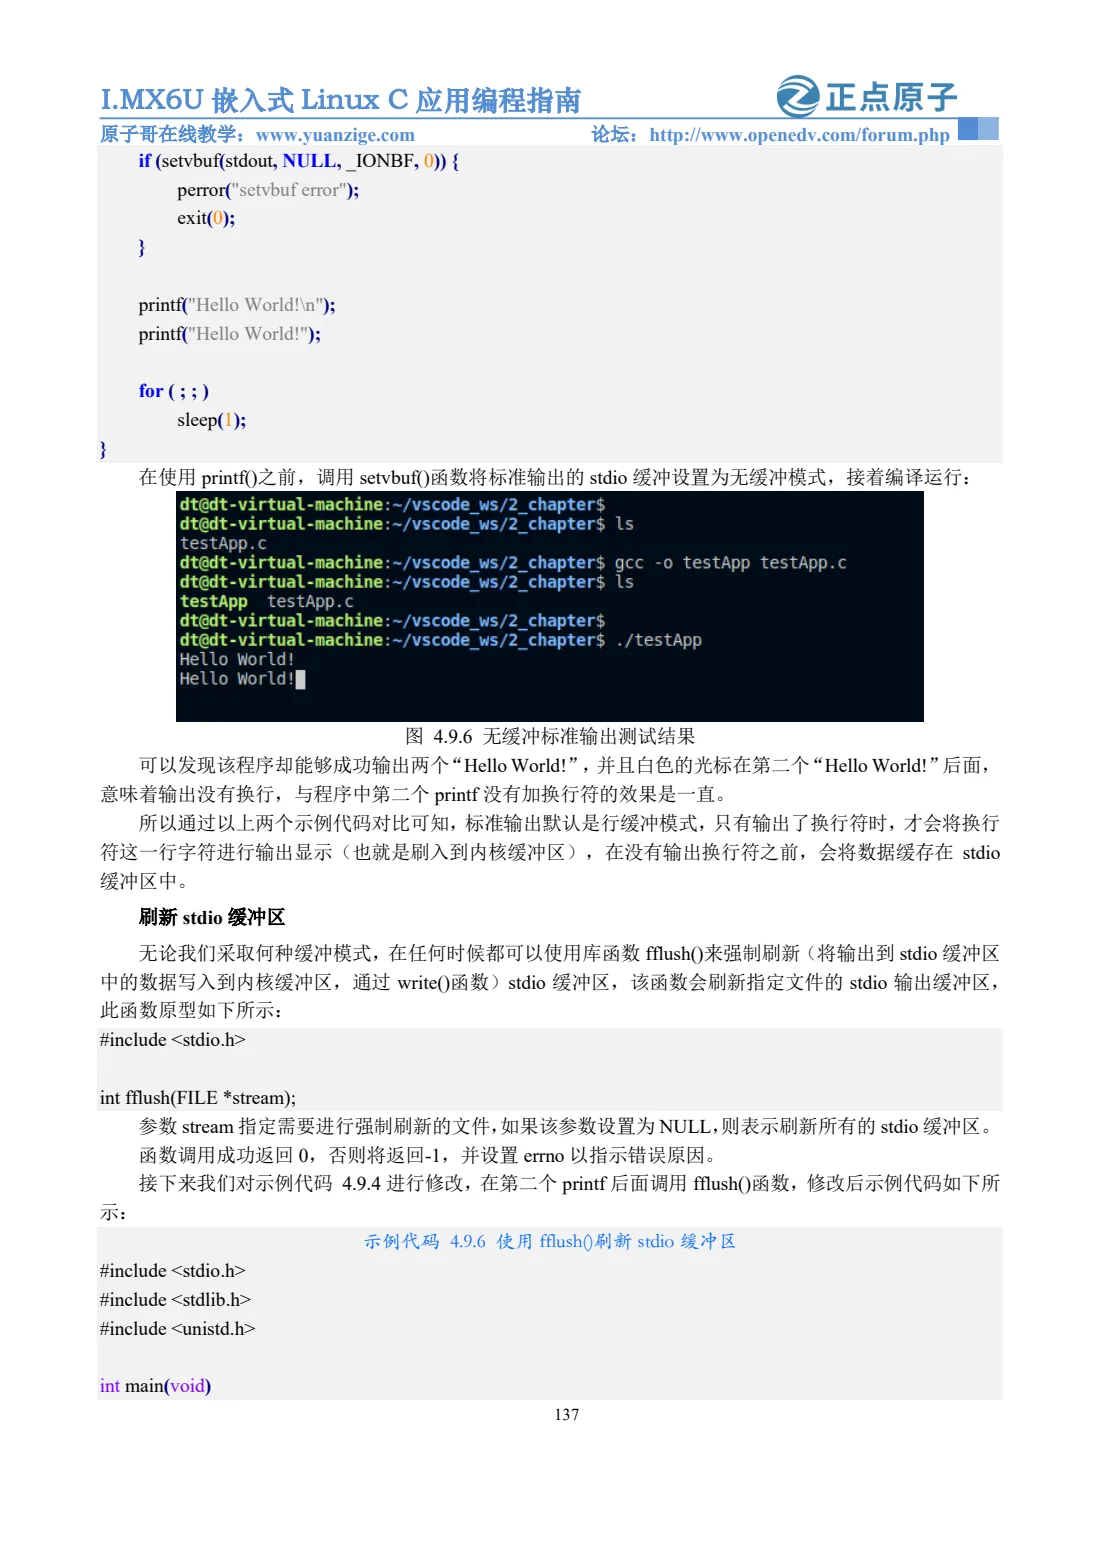 I.MX6U 嵌入式 Linux C 应用编程指南
正点原子
原子哥在线教学：www.yuanzige.com 论坛：http://www.openedv.com/forum.php
if (setvbuf(stdout, NULL, _IONBF, 0)) {
perror("setvbuf error");
exit(0);
}
printf("Hello World!\n");
printf("Hello World!");
for ( ; ; )
sleep(1);
}
在使用 printf()之前，调用 setvbuf()函数将标准输出的 stdio 缓冲设置为无缓冲模式，接着编译运行：
dt@dt-virtual-machine:~/vscode_ws/2_chapter$
dt@dt-virtual-machine:~/vscode_ws/2_chapter$ ls
testApp.c
dt@dt-virtual-machine:~/vscode_ws/2_chapter$ gcc -o testApp testApp.c
dt@dt-virtual-machine:~/vscode_ws/2_chapter$ ls
testApp testApp.c
dt@dt-virtual-machine:~/vscode_ws/2_chapter$
dt@dt-virtual-machine:~/vscode_ws/2_chapter$ ./testApp
Hello World!
Hello World!
图 4.9.6 无缓冲标准输出测试结果
可以发现该程序却能够成功输出两个“Hello World!”，并且白色的光标在第二个“Hello World!”后面，
意味着输出没有换行，与程序中第二个 printf 没有加换行符的效果是一直。
所以通过以上两个示例代码对比可知，标准输出默认是行缓冲模式，只有输出了换行符时，才会将换行
符这一行字符进行输出显示（也就是刷入到内核缓冲区），在没有输出换行符之前，会将数据缓存在 stdio
缓冲区中。
刷新 stdio 缓冲区
无论我们采取何种缓冲模式，在任何时候都可以使用库函数 fflush()来强制刷新（将输出到 stdio 缓冲区
中的数据写入到内核缓冲区，通过 write()函数）stdio 缓冲区，该函数会刷新指定文件的 stdio 输出缓冲区，
此函数原型如下所示：
#include <stdio.h>
int fflush(FILE *stream);
参数 stream 指定需要进行强制刷新的文件，如果该参数设置为 NULL，则表示刷新所有的 stdio 缓冲区。
函数调用成功返回 0，否则将返回-1，并设置 errno 以指示错误原因。
接下来我们对示例代码 4.9.4 进行修改，在第二个 printf 后面调用 fflush()函数，修改后示例代码如下所
示：
示例代码 4.9.6 使用 fflush()刷新 stdio 缓冲区
#include <stdio.h>
#include <stdlib.h>
#include <unistd.h>
int main(void)
137